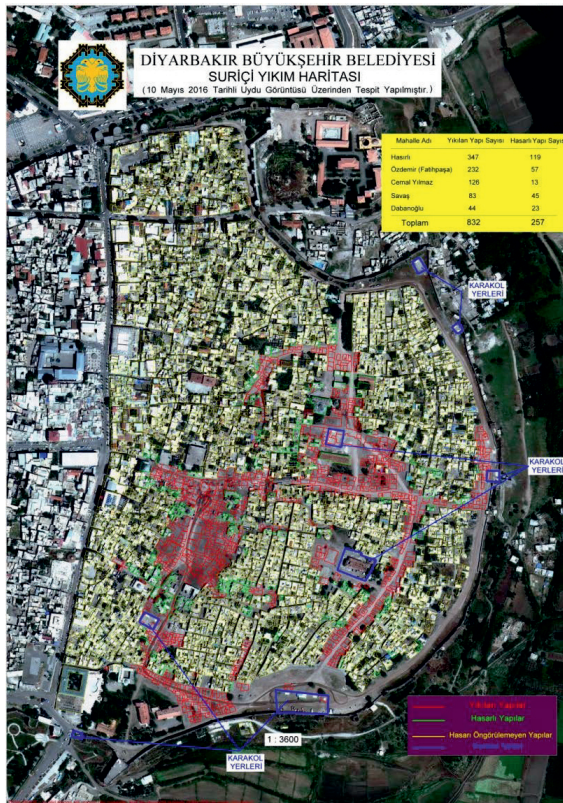 DİYARBAKIR BÜYÜKŞEHİR BELEDİYESİ
SURİÇİ YIKIM HARİTASI
(10 Mayıs 2016 Tarihli Uydu Görüntüsü Üzerinden Tespit Yapılmıştır.)
Mahalle Adı Yıkılan Yapı Sayısı Hasarlı Yapı Sayısı
Hasırlı 347 119
Özdemir (Fatihpaşa) 232 57
Cemal Yılmaz 126 13
Savaş 83 45
Dabanoğlu 44 23
Toplam 832 257
KARAKOL
YERLERİ
KARAKOL
YERLERİ
KARAKOL
YERLERİ
1 : 3600
Yıkılan Yapılar
Hasarlı Yapılar
Hasarı Öngörülemeyen Yapılar